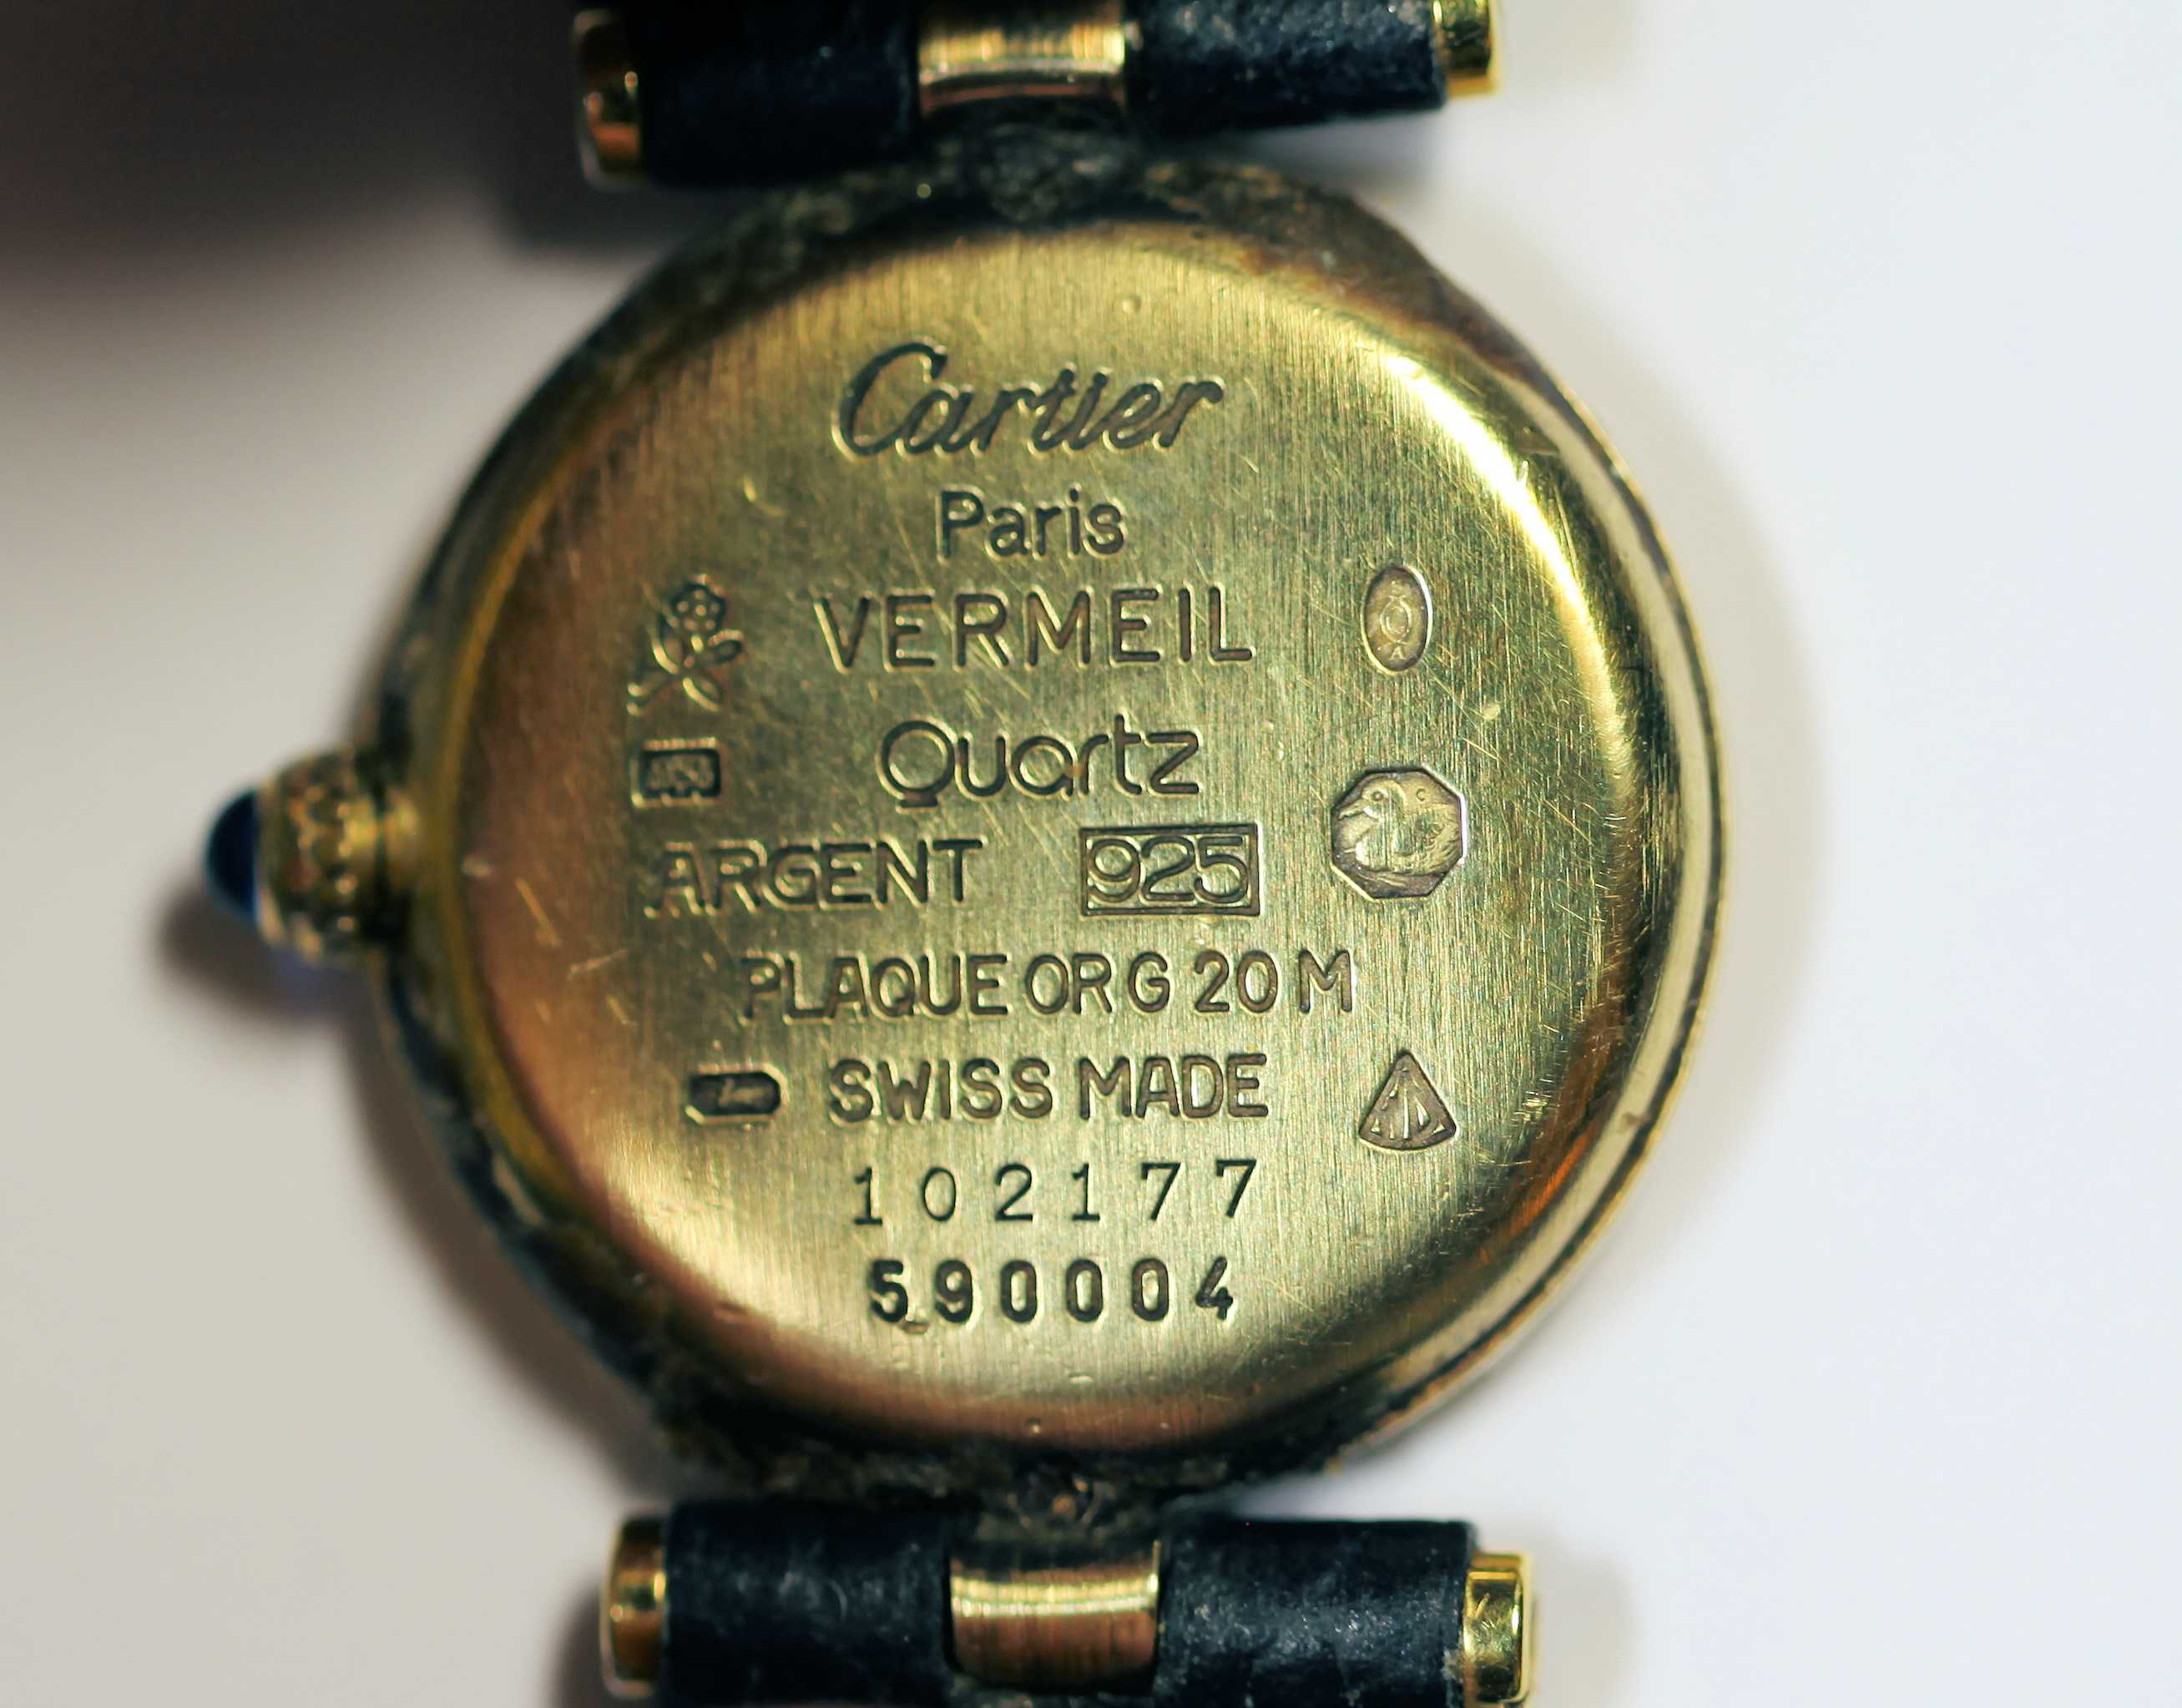 Cartier
Paris
VERMEIL
Quartz
ARGENT 925
PLAQUE OR G 20 M
SWISS MADE
102177
590004